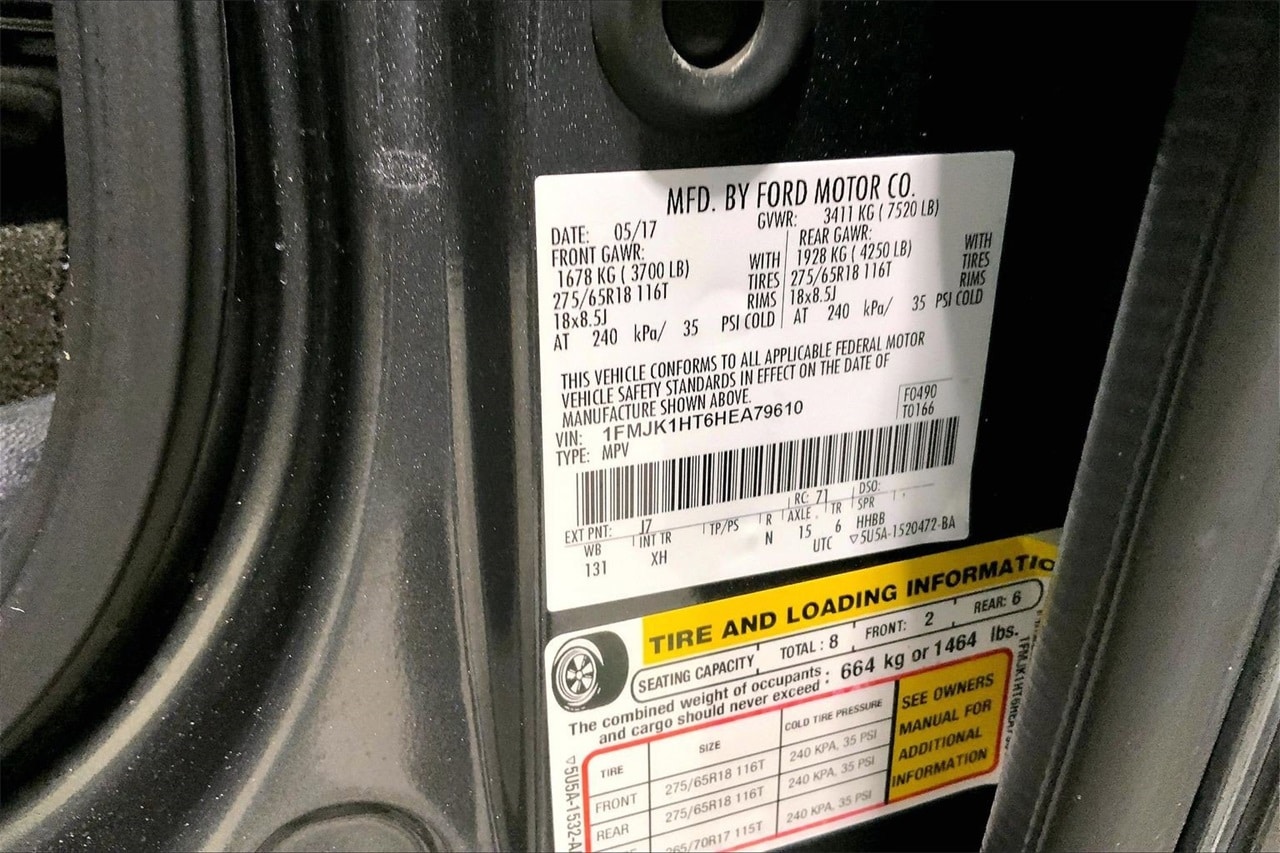 MFD. BY FORD MOTOR CO.
DATE: 05/17 GVWR: 3411 KG ( 7520 LB)
FRONT GAWR: REAR GAWR:
1678 KG ( 3700 LB) WITH 1928 KG ( 4250 LB) WITH
275/65R18 116T TIRES 275/65R18 116T TIRES
18x8.5J RIMS 18x8.5J RIMS
AT 240 kPa/ 35 PSI COLD AT 240 kPa/ 35 PSI COLD
THIS VEHICLE CONFORMS TO ALL APPLICABLE FEDERAL MOTOR
VEHICLE SAFETY STANDARDS IN EFFECT ON THE DATE OF
MANUFACTURE SHOWN ABOVE.
F0490
VIN: 1FMJK1HT6HEA79610 T0166
TYPE: MPV
EXT PNT: J7 RC: 71 DSO:
WB INT TR TP/PS R AXLE TR SPR
131 XH N 15 6 HHBB
UTC ▽5U5A-1520472-BA
TIRE AND LOADING INFORMATIO
SEATING CAPACITY TOTAL : 8 FRONT: 2 REAR: 6
The combined weight of occupants : 664 kg or 1464 lbs.
and cargo should never exceed :
TIRE SIZE COLD TIRE PRESSURE
FRONT 275/65R18 116T 240 KPA, 35 PSI
REAR 275/65R18 116T 240 KPA, 35 PSI
265/70R17 115T 240 KPA, 35 PSI
SEE OWNERS
MANUAL FOR
ADDITIONAL
INFORMATION
▽5U5A-1532-A